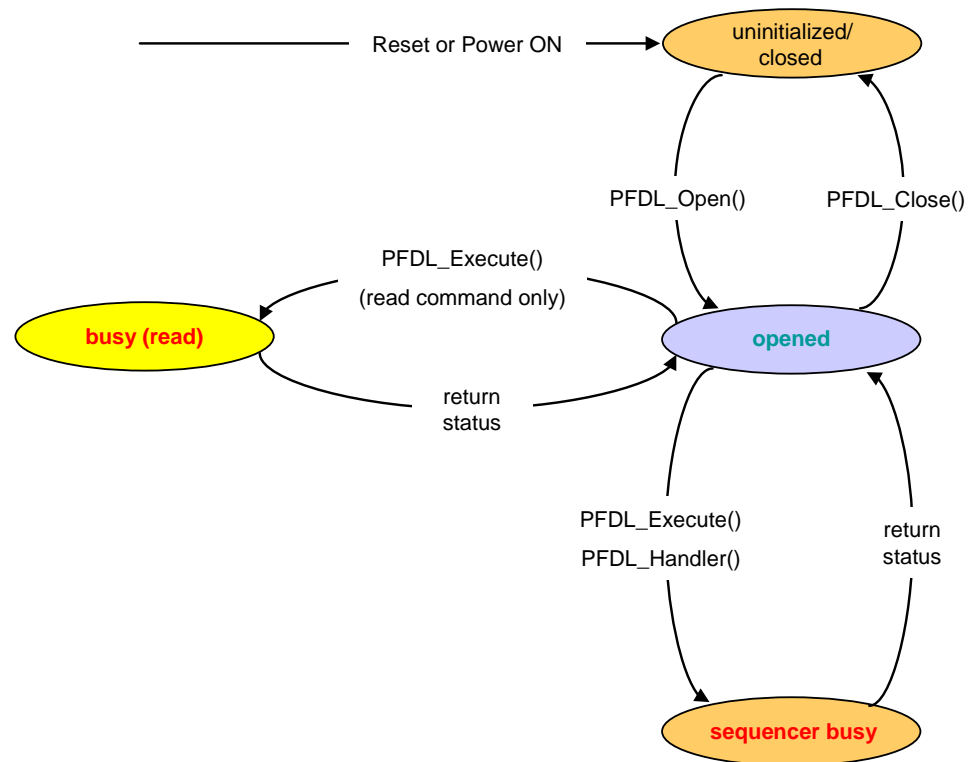 Reset or Power ON
uninitialized/
closed
PFDL_Open()
PFDL_Close()
PFDL_Execute()
(read command only)
busy (read)
opened
return
status
PFDL_Execute()
PFDL_Handler()
return
status
sequencer busy